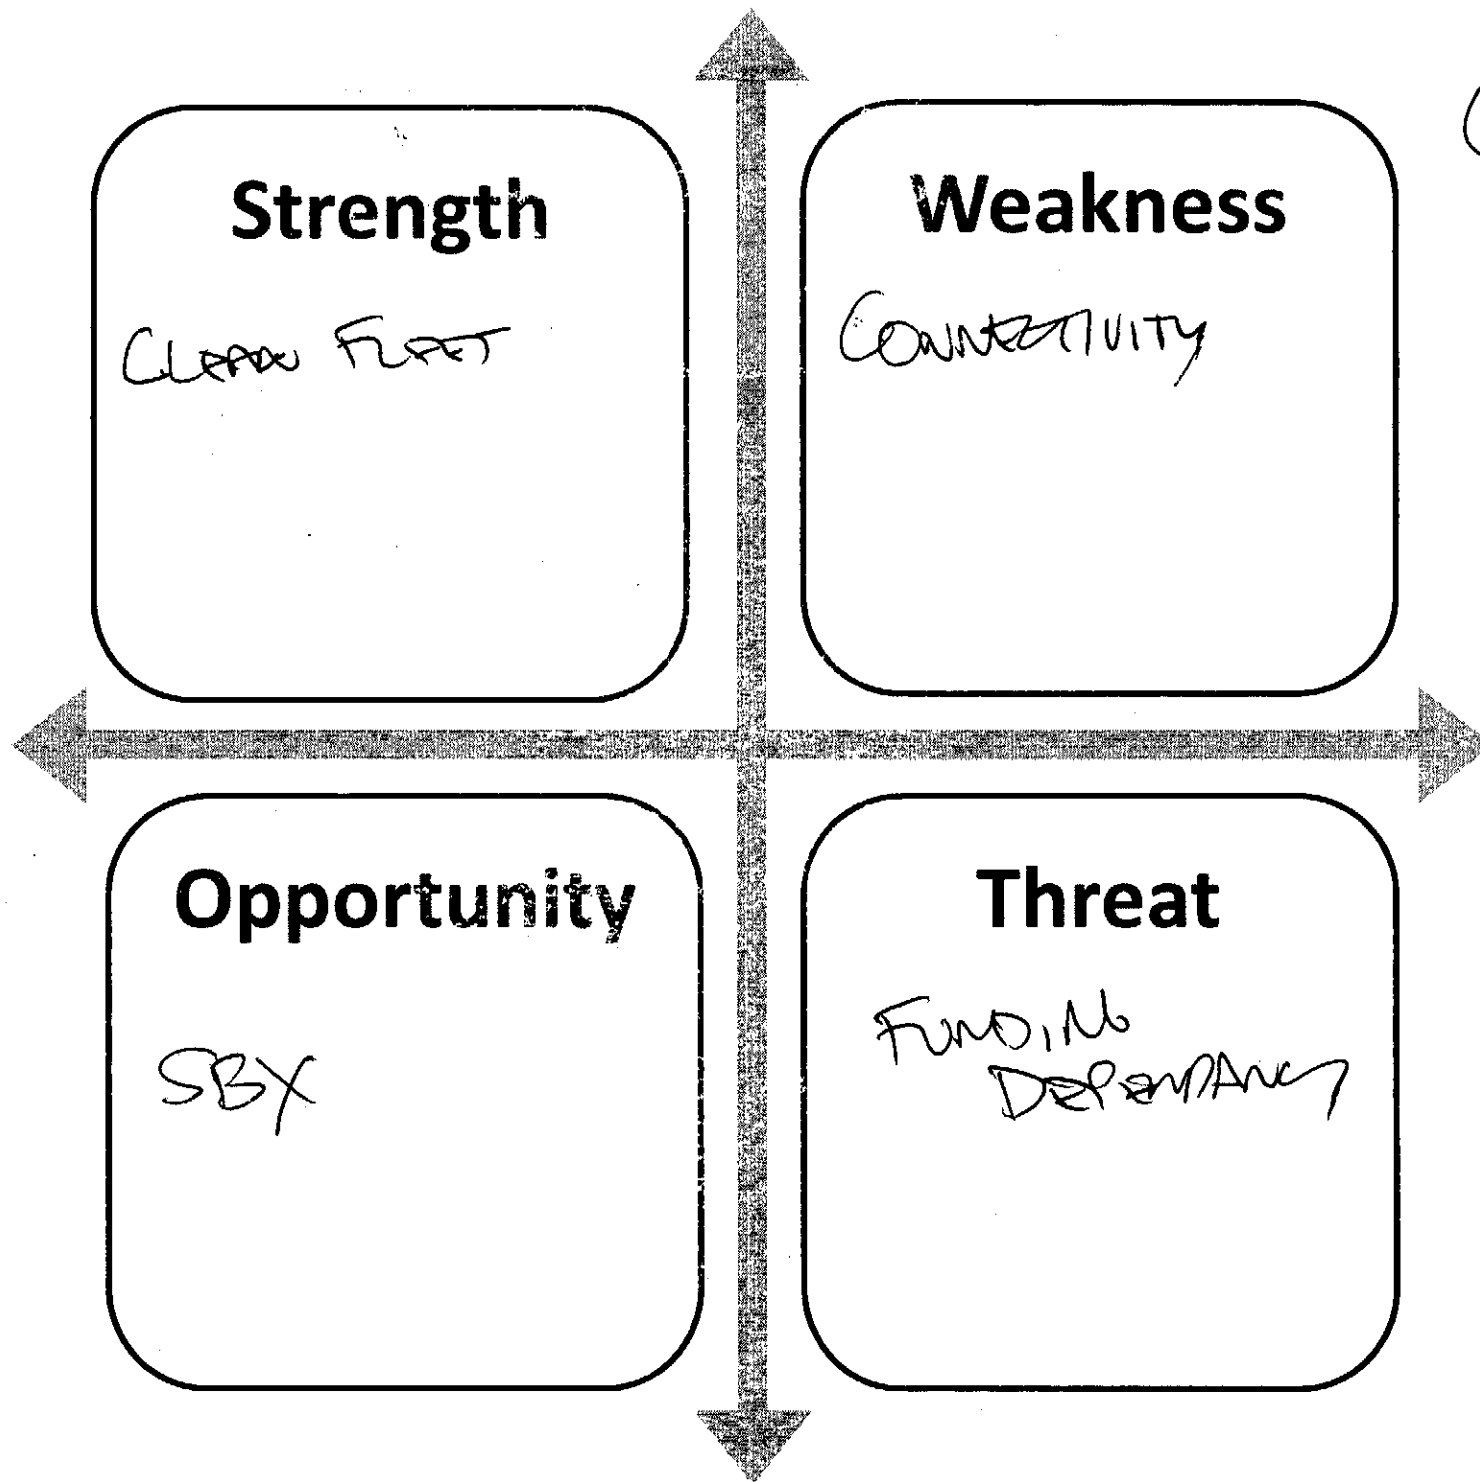 Strength
CLEAN FLEET
Weakness
CONNECTIVITY
Opportunity
SBX
Threat
FUNDING
DEPENDANCY